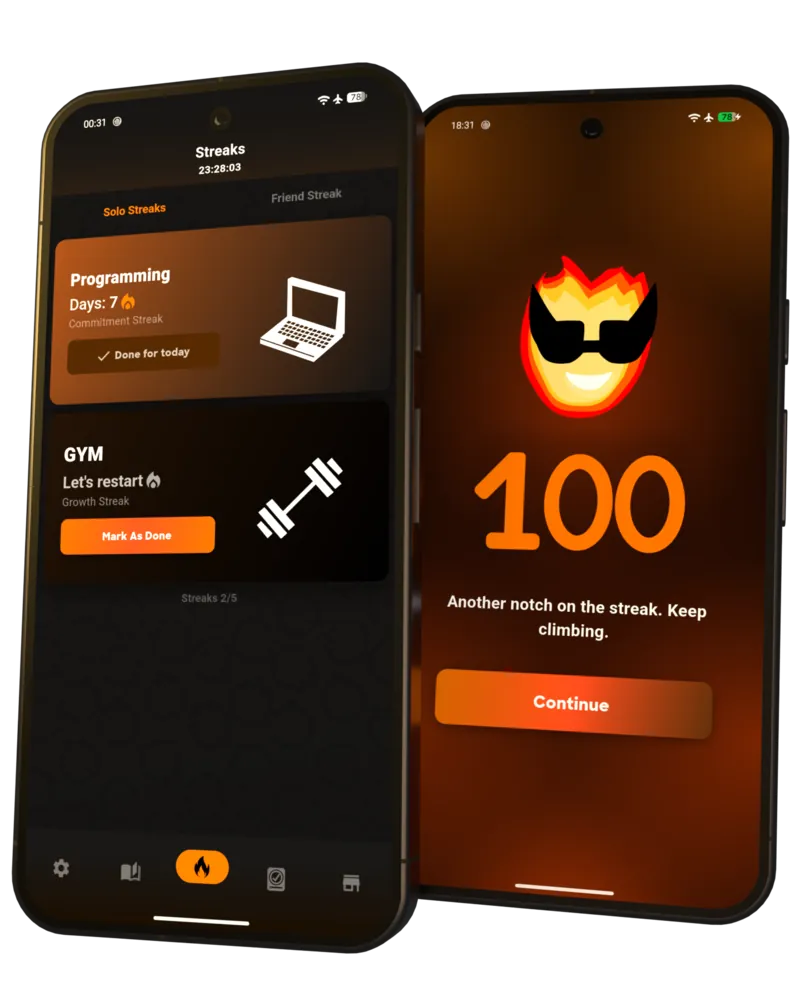 00:31
78
Streaks
23:28:03
Solo Streaks
Friend Streak
Programming
Days: 7
Commitment Streak
Done for today
GYM
Let's restart
Growth Streak
Mark As Done
Streaks 2/5
18:31
78
100
Another notch on the streak. Keep
climbing.
Continue